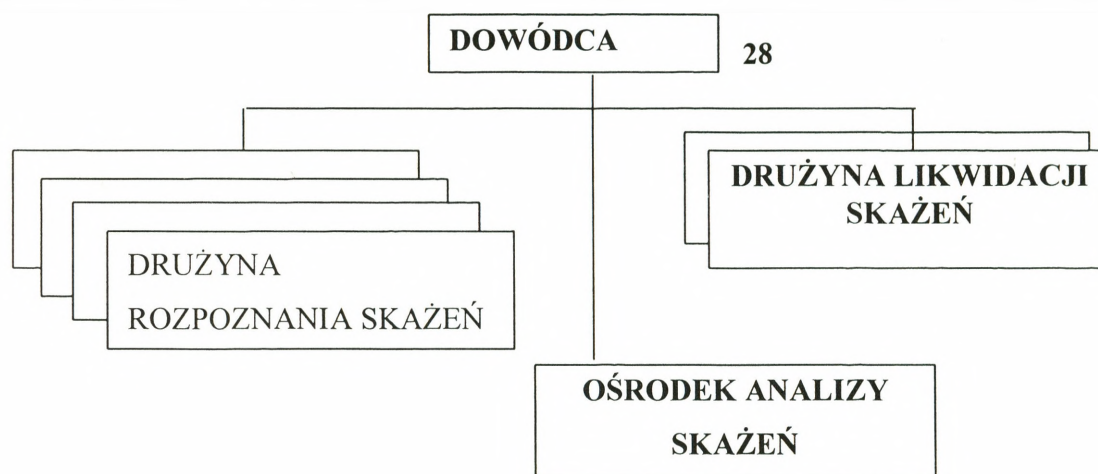 DOWÓDCA
28
DRUŻYNA LIKWIDACJI
SKAŻEŃ
DRUŻYNA
ROZPOZNANIA SKAŻEŃ
OŚRODEK ANALIZY
SKAŻEŃ